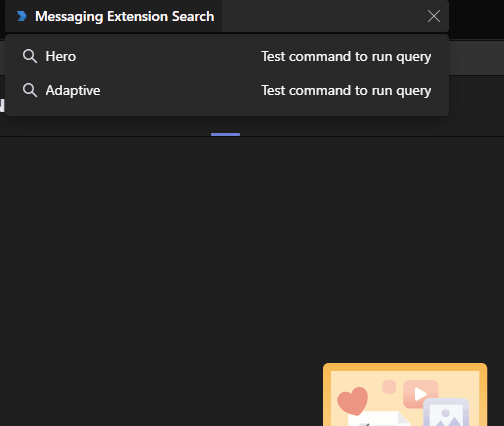 Messaging Extension Search
Hero Test command to run query
Adaptive Test command to run query